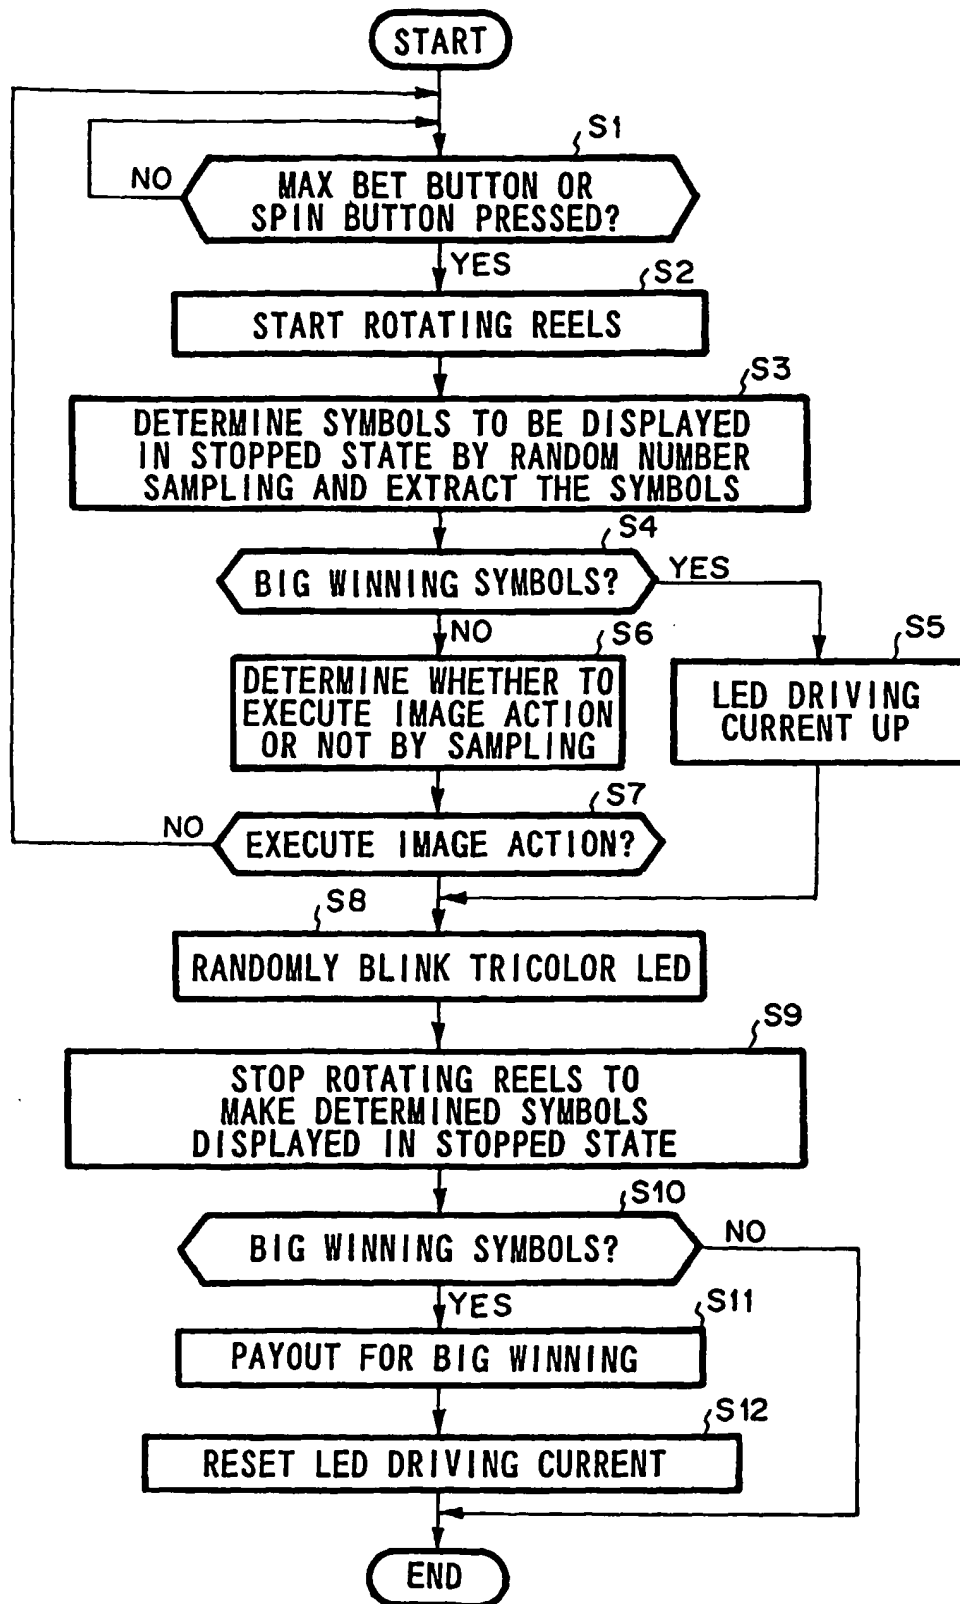 START
S1
NO
MAX BET BUTTON OR
SPIN BUTTON PRESSED?
YES
S2
START ROTATING REELS
S3
DETERMINE SYMBOLS TO BE DISPLAYED
IN STOPPED STATE BY RANDOM NUMBER
SAMPLING AND EXTRACT THE SYMBOLS
S4
BIG WINNING SYMBOLS?
YES
NO
S6
S5
DETERMINE WHETHER TO
EXECUTE IMAGE ACTION
OR NOT BY SAMPLING
LED DRIVING
CURRENT UP
S7
NO
EXECUTE IMAGE ACTION?
S8
RANDOMLY BLINK TRICOLOR LED
S9
STOP ROTATING REELS TO
MAKE DETERMINED SYMBOLS
DISPLAYED IN STOPPED STATE
S10
BIG WINNING SYMBOLS?
NO
YES
S11
PAYOUT FOR BIG WINNING
S12
RESET LED DRIVING CURRENT
END